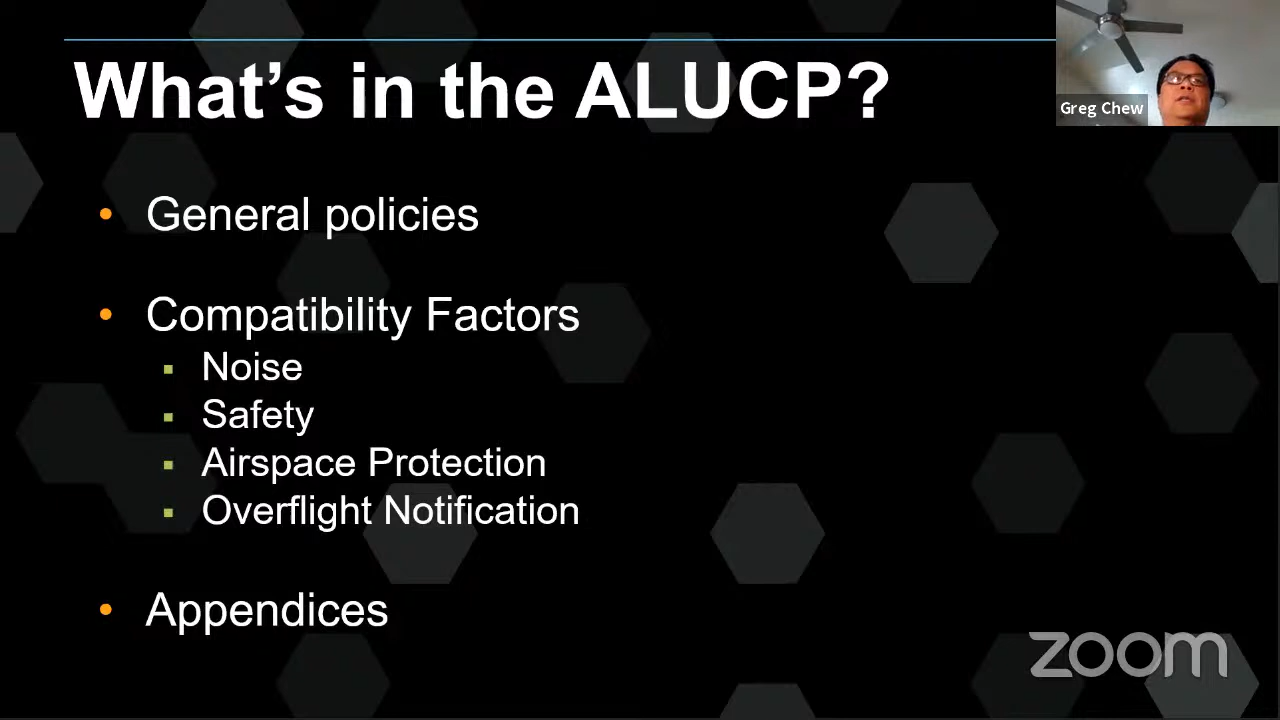 What's in the ALUCP?
Greg Chew
• General policies
• Compatibility Factors
▪ Noise
▪ Safety
▪ Airspace Protection
▪ Overflight Notification
• Appendices
zoom